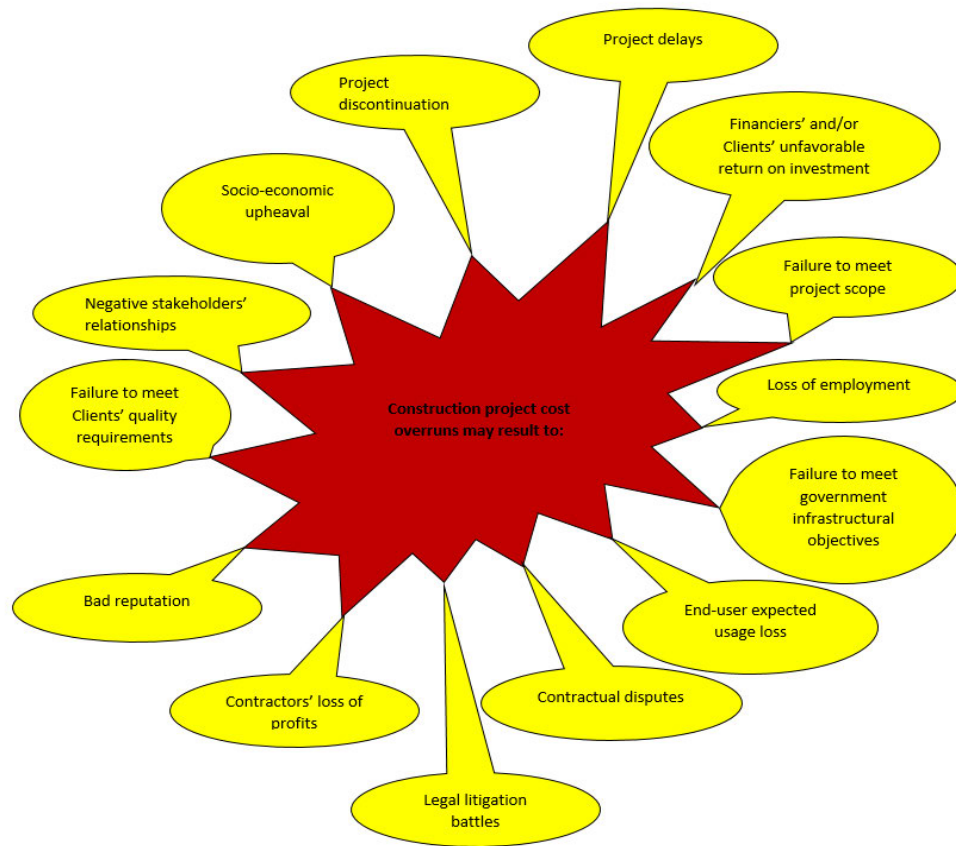 Project delays
Project
discontinuation
Financiers’ and/or
Clients’ unfavorable
return on investment
Socio-economic
upheaval
Failure to meet
project scope
Negative stakeholders’
relationships
Loss of employment
Failure to meet
Clients’ quality
requirements
Construction project cost
overruns may result to:
Failure to meet
government
infrastructural
objectives
Bad reputation
End-user expected
usage loss
Contractors’ loss of
profits
Contractual disputes
Legal litigation
battles